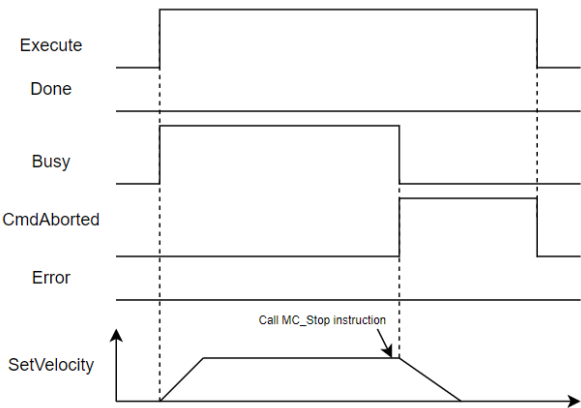 Execute
Done
Busy
CmdAborted
Error
Call MC_Stop instruction
SetVelocity